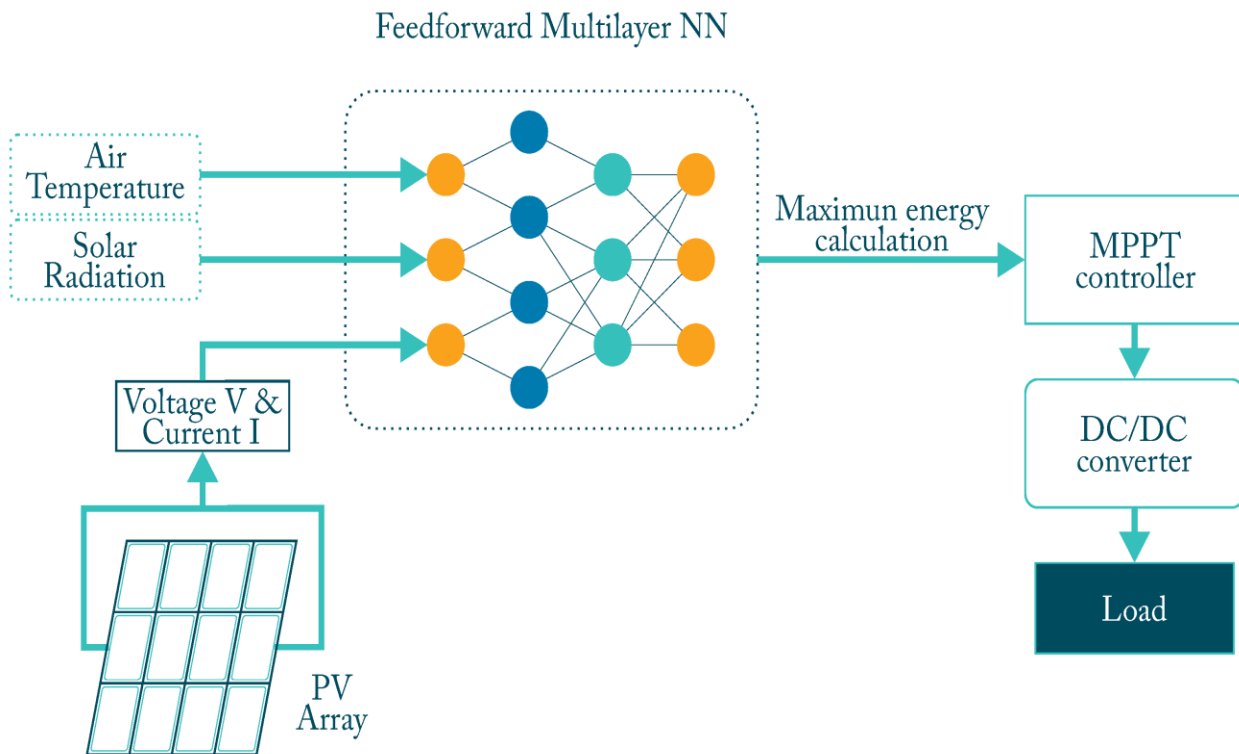 Feedforward Multilayer NN
Air
Temperature
Solar
Radiation
Voltage V &
Current I
PV
Array
Maximun energy
calculation
MPPT
controller
DC/DC
converter
Load